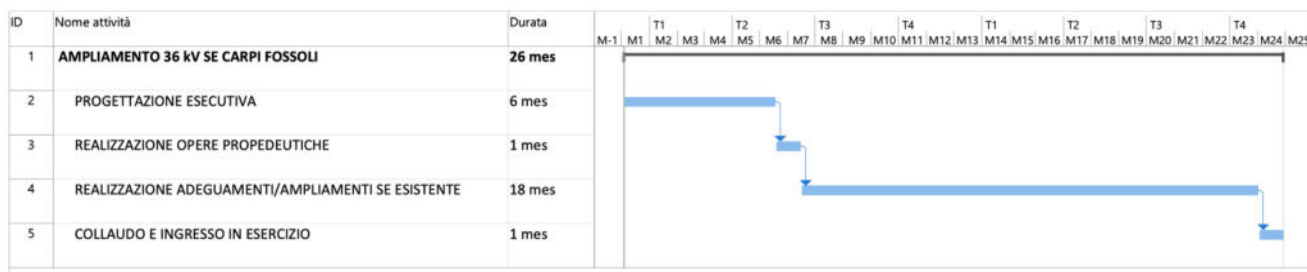 ID Nome attività Durata
T1 T2 T3 T4 T1 T2 T3 T4
M-1 M1 M2 M3 M4 M5 M6 M7 M8 M9 M10 M11 M12 M13 M14 M15 M16 M17 M18 M19 M20 M21 M22 M23 M24 M25
1 AMPLIAMENTO 36 kV SE CARPI FOSSOLI 26 mes
2 PROGETTAZIONE ESECUTIVA 6 mes
3 REALIZZAZIONE OPERE PROPEDEUTICHE 1 mes
4 REALIZZAZIONE ADEGUAMENTI/AMPLIAMENTI SE ESISTENTE 18 mes
5 COLLAUDO E INGRESSO IN ESERCIZIO 1 mes